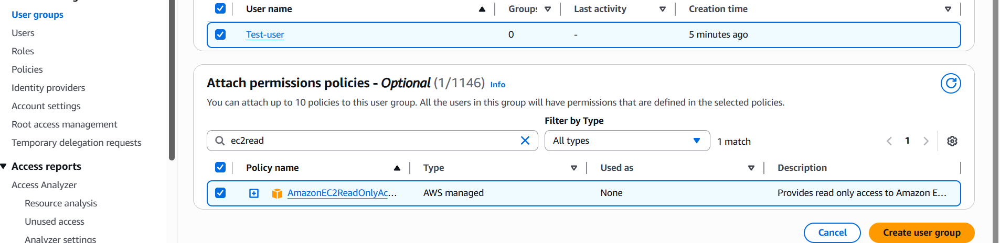 User groups
Users
Roles
Policies
Identity providers
Account settings
Root access management
Temporary delegation requests
Access reports
Access Analyzer
Resource analysis
Unused access
Analyzer settings
User name Groups Last activity Creation time
Test-user 0 - 5 minutes ago
Attach permissions policies - Optional (1/1146) Info
You can attach up to 10 policies to this user group. All the users in this group will have permissions that are defined in the selected policies.
Filter by Type
ec2read All types 1 match 1
Policy name Type Used as Description
AmazonEC2ReadOnlyAc... AWS managed None Provides read only access to Amazon E...
Cancel Create user group